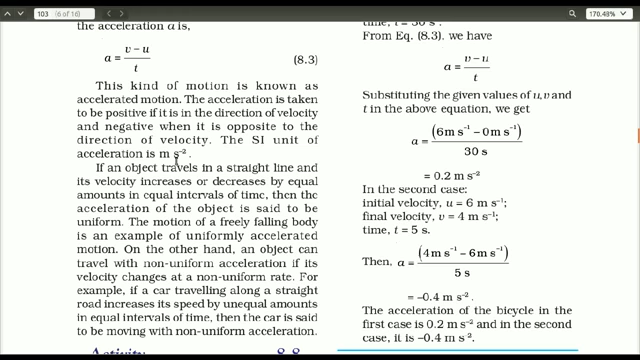 103 (6 of 16)
170.48%
the acceleration a is,
a = v – u / t (8.3)
This kind of motion is known as
accelerated motion. The acceleration is taken
to be positive if it is in the direction of velocity
and negative when it is opposite to the
direction of velocity. The SI unit of
acceleration is m s⁻² .
If an object travels in a straight line and
its velocity increases or decreases by equal
amounts in equal intervals of time, then the
acceleration of the object is said to be
uniform. The motion of a freely falling body
is an example of uniformly accelerated
motion. On the other hand, an object can
travel with non-uniform acceleration if its
velocity changes at a non-uniform rate. For
example, if a car travelling along a straight
road increases its speed by unequal amounts
in equal intervals of time, then the car is said
to be moving with non-uniform acceleration.
Activity 8.8
time, t = 30 s .
From Eq. (8.3), we have
a = v – u / t
Substituting the given values of u,v and
t in the above equation, we get
a = (6 m s⁻¹ – 0 m s⁻¹) / 30 s
= 0.2 m s⁻²
In the second case:
initial velocity, u = 6 m s⁻¹;
final velocity, v = 4 m s⁻¹;
time, t = 5 s.
Then, a = (4 m s⁻¹ – 6 m s⁻¹) / 5 s
= –0.4 m s⁻² .
The acceleration of the bicycle in the
first case is 0.2 m s⁻² and in the second
case, it is –0.4 m s⁻².